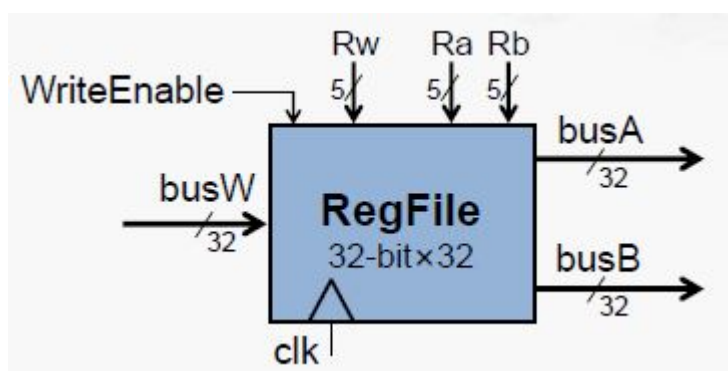 Rw Ra Rb
WriteEnable 5 5 5
busA
busW
32
RegFile
32
32-bit×32
busB
32
clk